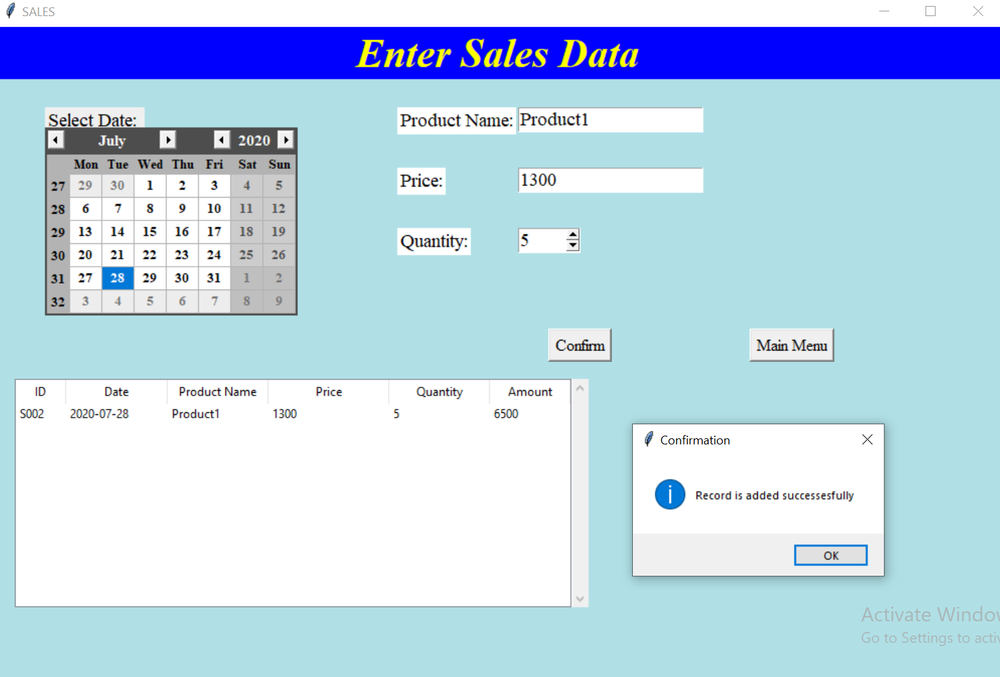 SALES
Enter Sales Data
Select Date:
July 2020
Mon Tue Wed Thu Fri Sat Sun
27 29 30 1 2 3 4 5
28 6 7 8 9 10 11 12
29 13 14 15 16 17 18 19
30 20 21 22 23 24 25 26
31 27 28 29 30 31 1 2
32 3 4 5 6 7 8 9
Product Name: Product1
Price: 1300
Quantity: 5
Confirm Main Menu
ID Date Product Name Price Quantity Amount
S002 2020-07-28 Product1 1300 5 6500
Confirmation
Record is added successesfully
OK
Activate Window
Go to Settings to activ